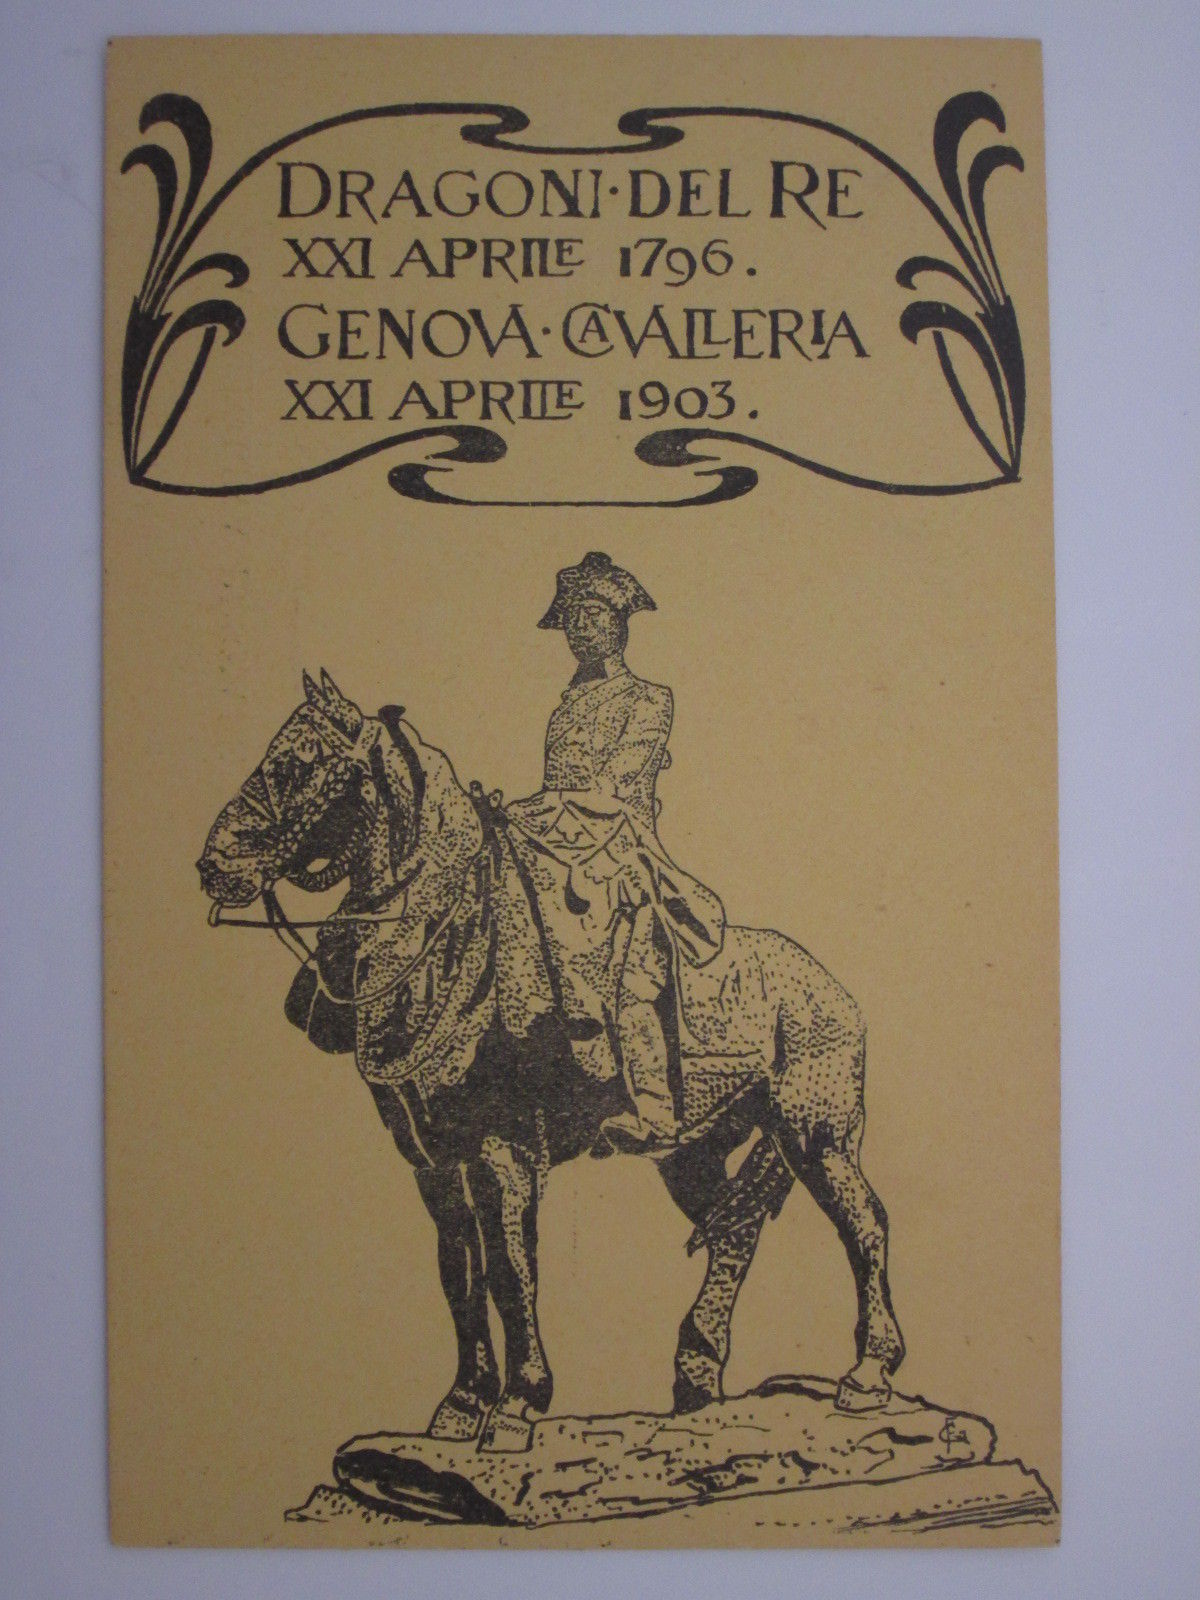 DRAGONI·DEL RE
XXI APRILE 1796.
GENOVA·CAVALLERIA
XXI APRILE 1903.